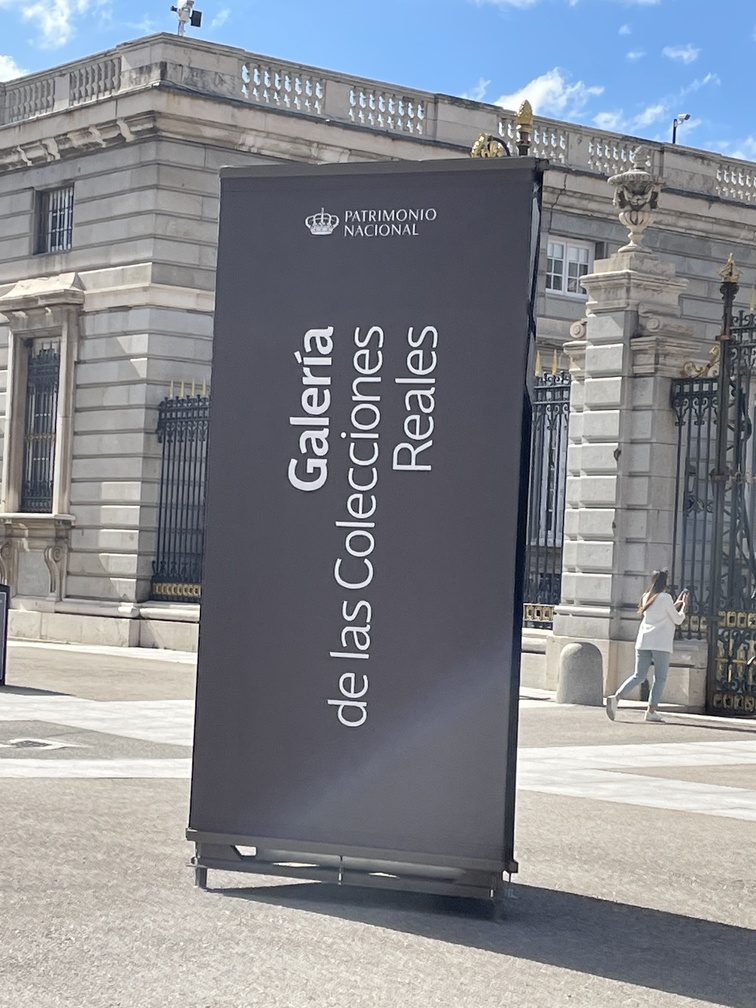 PATRIMONIO
NACIONAL
Galería
de las Colecciones
Reales